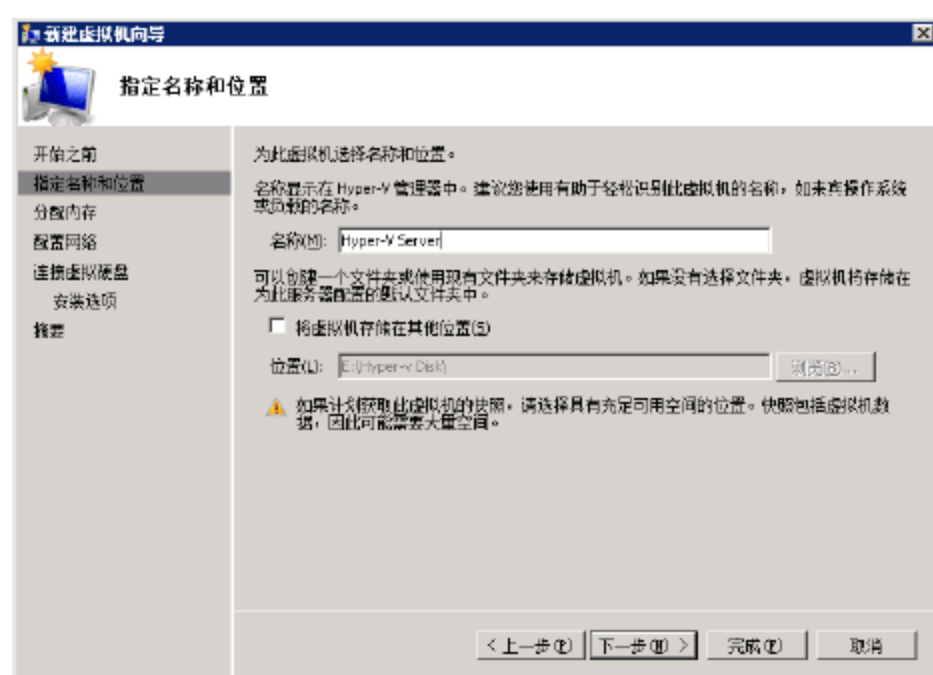 新建虚拟机向导
指定名称和位置
开始之前
指定名称和位置
分配内存
配置网络
连接虚拟硬盘
安装选项
摘要
为此虚拟机选择名称和位置。
名称显示在 Hyper-V 管理器中。建议您使用有助于轻松识别此虚拟机的名称，如来宾操作系统
或负载的名称。
名称(M): Hyper-V Server
可以创建一个文件夹或使用现有文件夹来存储虚拟机。如果没有选择文件夹，虚拟机将存储在
为此服务器配置的默认文件夹中。
将虚拟机存储在其他位置(S)
位置(L): E:\Hyper-v Disk\ 浏览(B)...
如果计划获取此虚拟机的快照，请选择具有充足可用空间的位置。快照包括虚拟机数
据，因此可能需要大量空间。
< 上一步(P) 下一步(N) > 完成(F) 取消